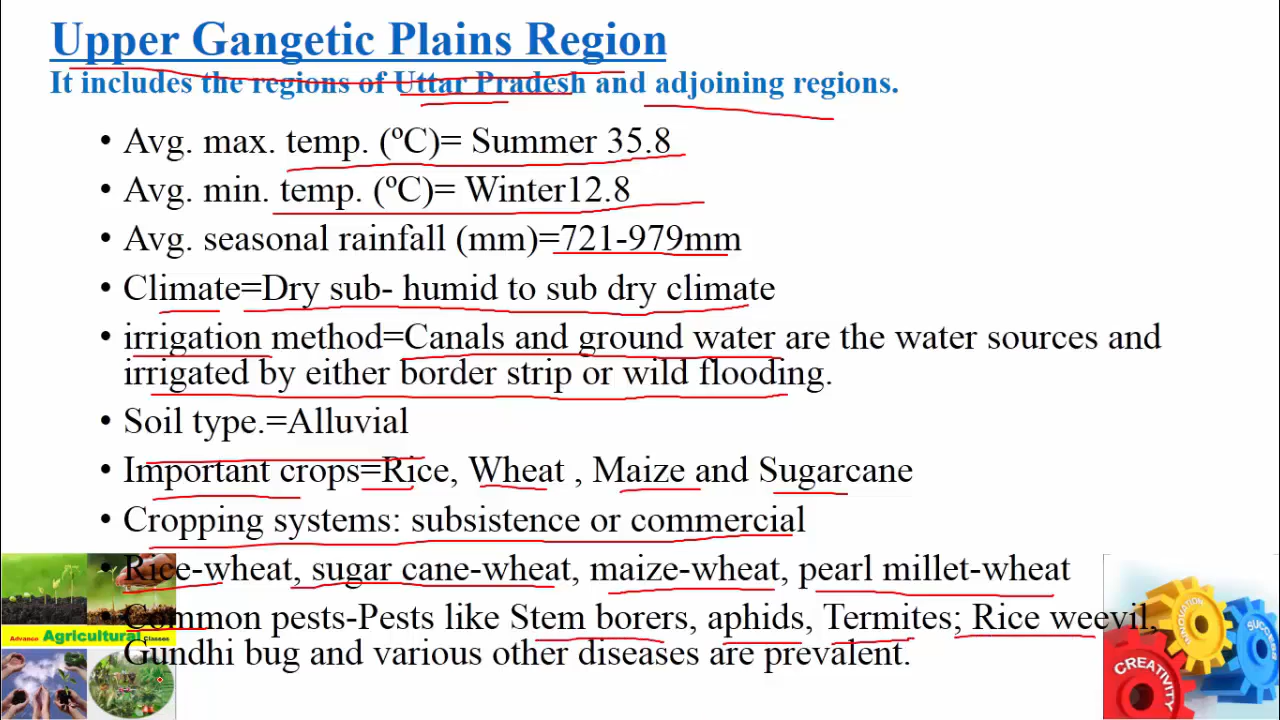 Upper Gangetic Plains Region
It includes the regions of Uttar Pradesh and adjoining regions.
• Avg. max. temp. (ºC)= Summer 35.8
• Avg. min. temp. (ºC)= Winter12.8
• Avg. seasonal rainfall (mm)=721-979mm
• Climate=Dry sub- humid to sub dry climate
• irrigation method=Canals and ground water are the water sources and
irrigated by either border strip or wild flooding.
• Soil type.=Alluvial
• Important crops=Rice, Wheat , Maize and Sugarcane
• Cropping systems: subsistence or commercial
• Rice-wheat, sugar cane-wheat, maize-wheat, pearl millet-wheat
• Common pests-Pests like Stem borers, aphids, Termites; Rice weevil,
Gundhi bug and various other diseases are prevalent.
Advance Agricultural Classes
INNOVATION
SUCCESS
CREATIVITY